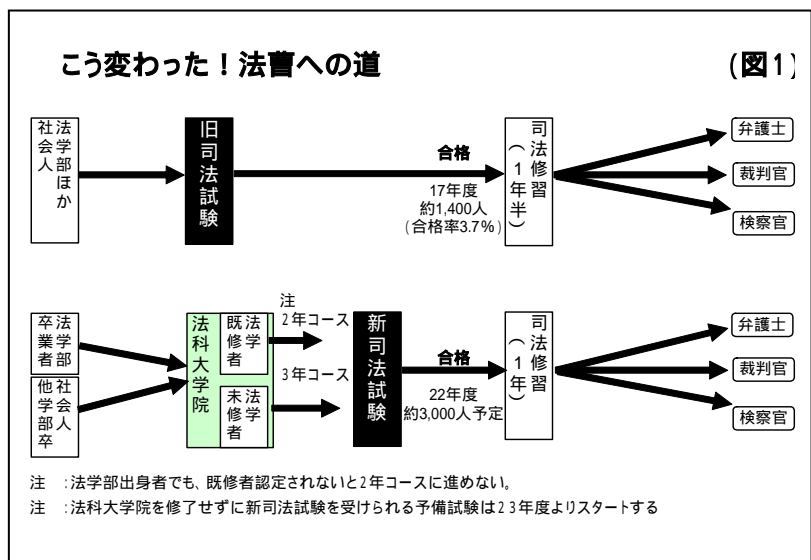 こう変わった！法曹への道
(図1)
法学部ほか
社会人
旧司法試験
合格
17年度
約1,400人
(合格率3.7%)
司法修習
(1年半)
弁護士
裁判官
検察官
法学部
卒業者
社会人
他学部卒
法科大学院
法学
既修者
法学
未修者
注
2年コース
3年コース
新司法試験
合格
22年度
約3,000人予定
司法修習
(1年)
弁護士
裁判官
検察官
注　:法学部出身者でも、既修者認定されないと2年コースに進めない。
注　:法科大学院を修了せずに新司法試験を受けられる予備試験は23年度よりスタートする